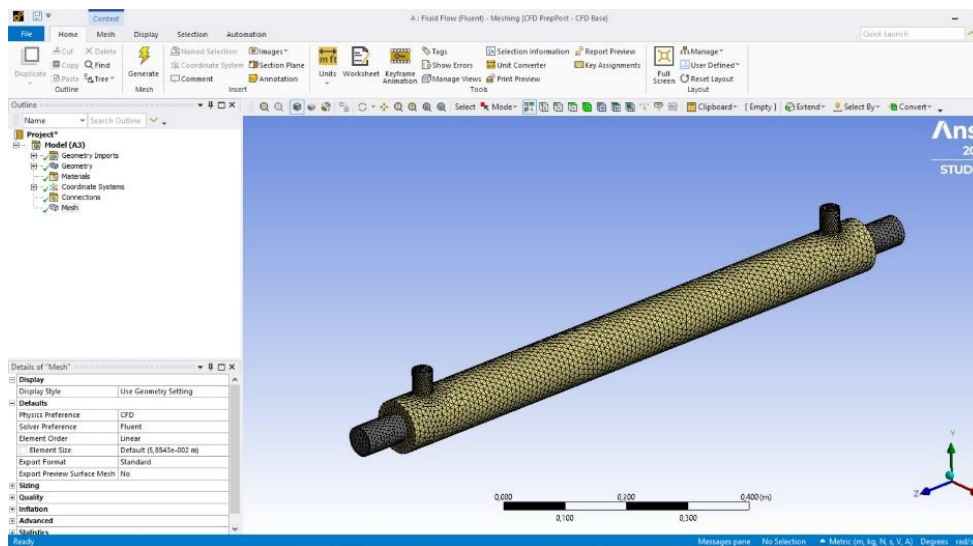 A : Fluid Flow (Fluent) - Meshing [CFD PrepPost - CFD Base]
Context
File Home Mesh Display Selection Automation Quick Launch
Duplicate Cut Copy Paste Delete Find Tree
Outline
Generate
Mesh
Named Selection Coordinate System Comment Images Section Plane Annotation
Insert
Units Worksheet Keyframe Animation Tags Show Errors Manage Views Selection Information Unit Converter Print Preview Report Preview Key Assignments
Tools
Full Screen Manage User Defined Reset Layout
Layout
Outline
Select Mode Clipboard [Empty] Extend Select By Convert
Name Search Outline
Project*
Model (A3)
Geometry Imports
Geometry
Materials
Coordinate Systems
Connections
Mesh
Ans
20
STUD
Details of "Mesh"
Display
Display Style Use Geometry Setting
Defaults
Physics Preference CFD
Solver Preference Fluent
Element Order Linear
Element Size Default (5,8543e-002 m)
Export Format Standard
Export Preview Surface Mesh No
Sizing
Quality
Inflation
Advanced
Statistics
0,000 0,200 0,400 (m)
0,100 0,300
Y
Z
Ready Messages pane No Selection Metric (m, kg, N, s, V, A) Degrees rad/s